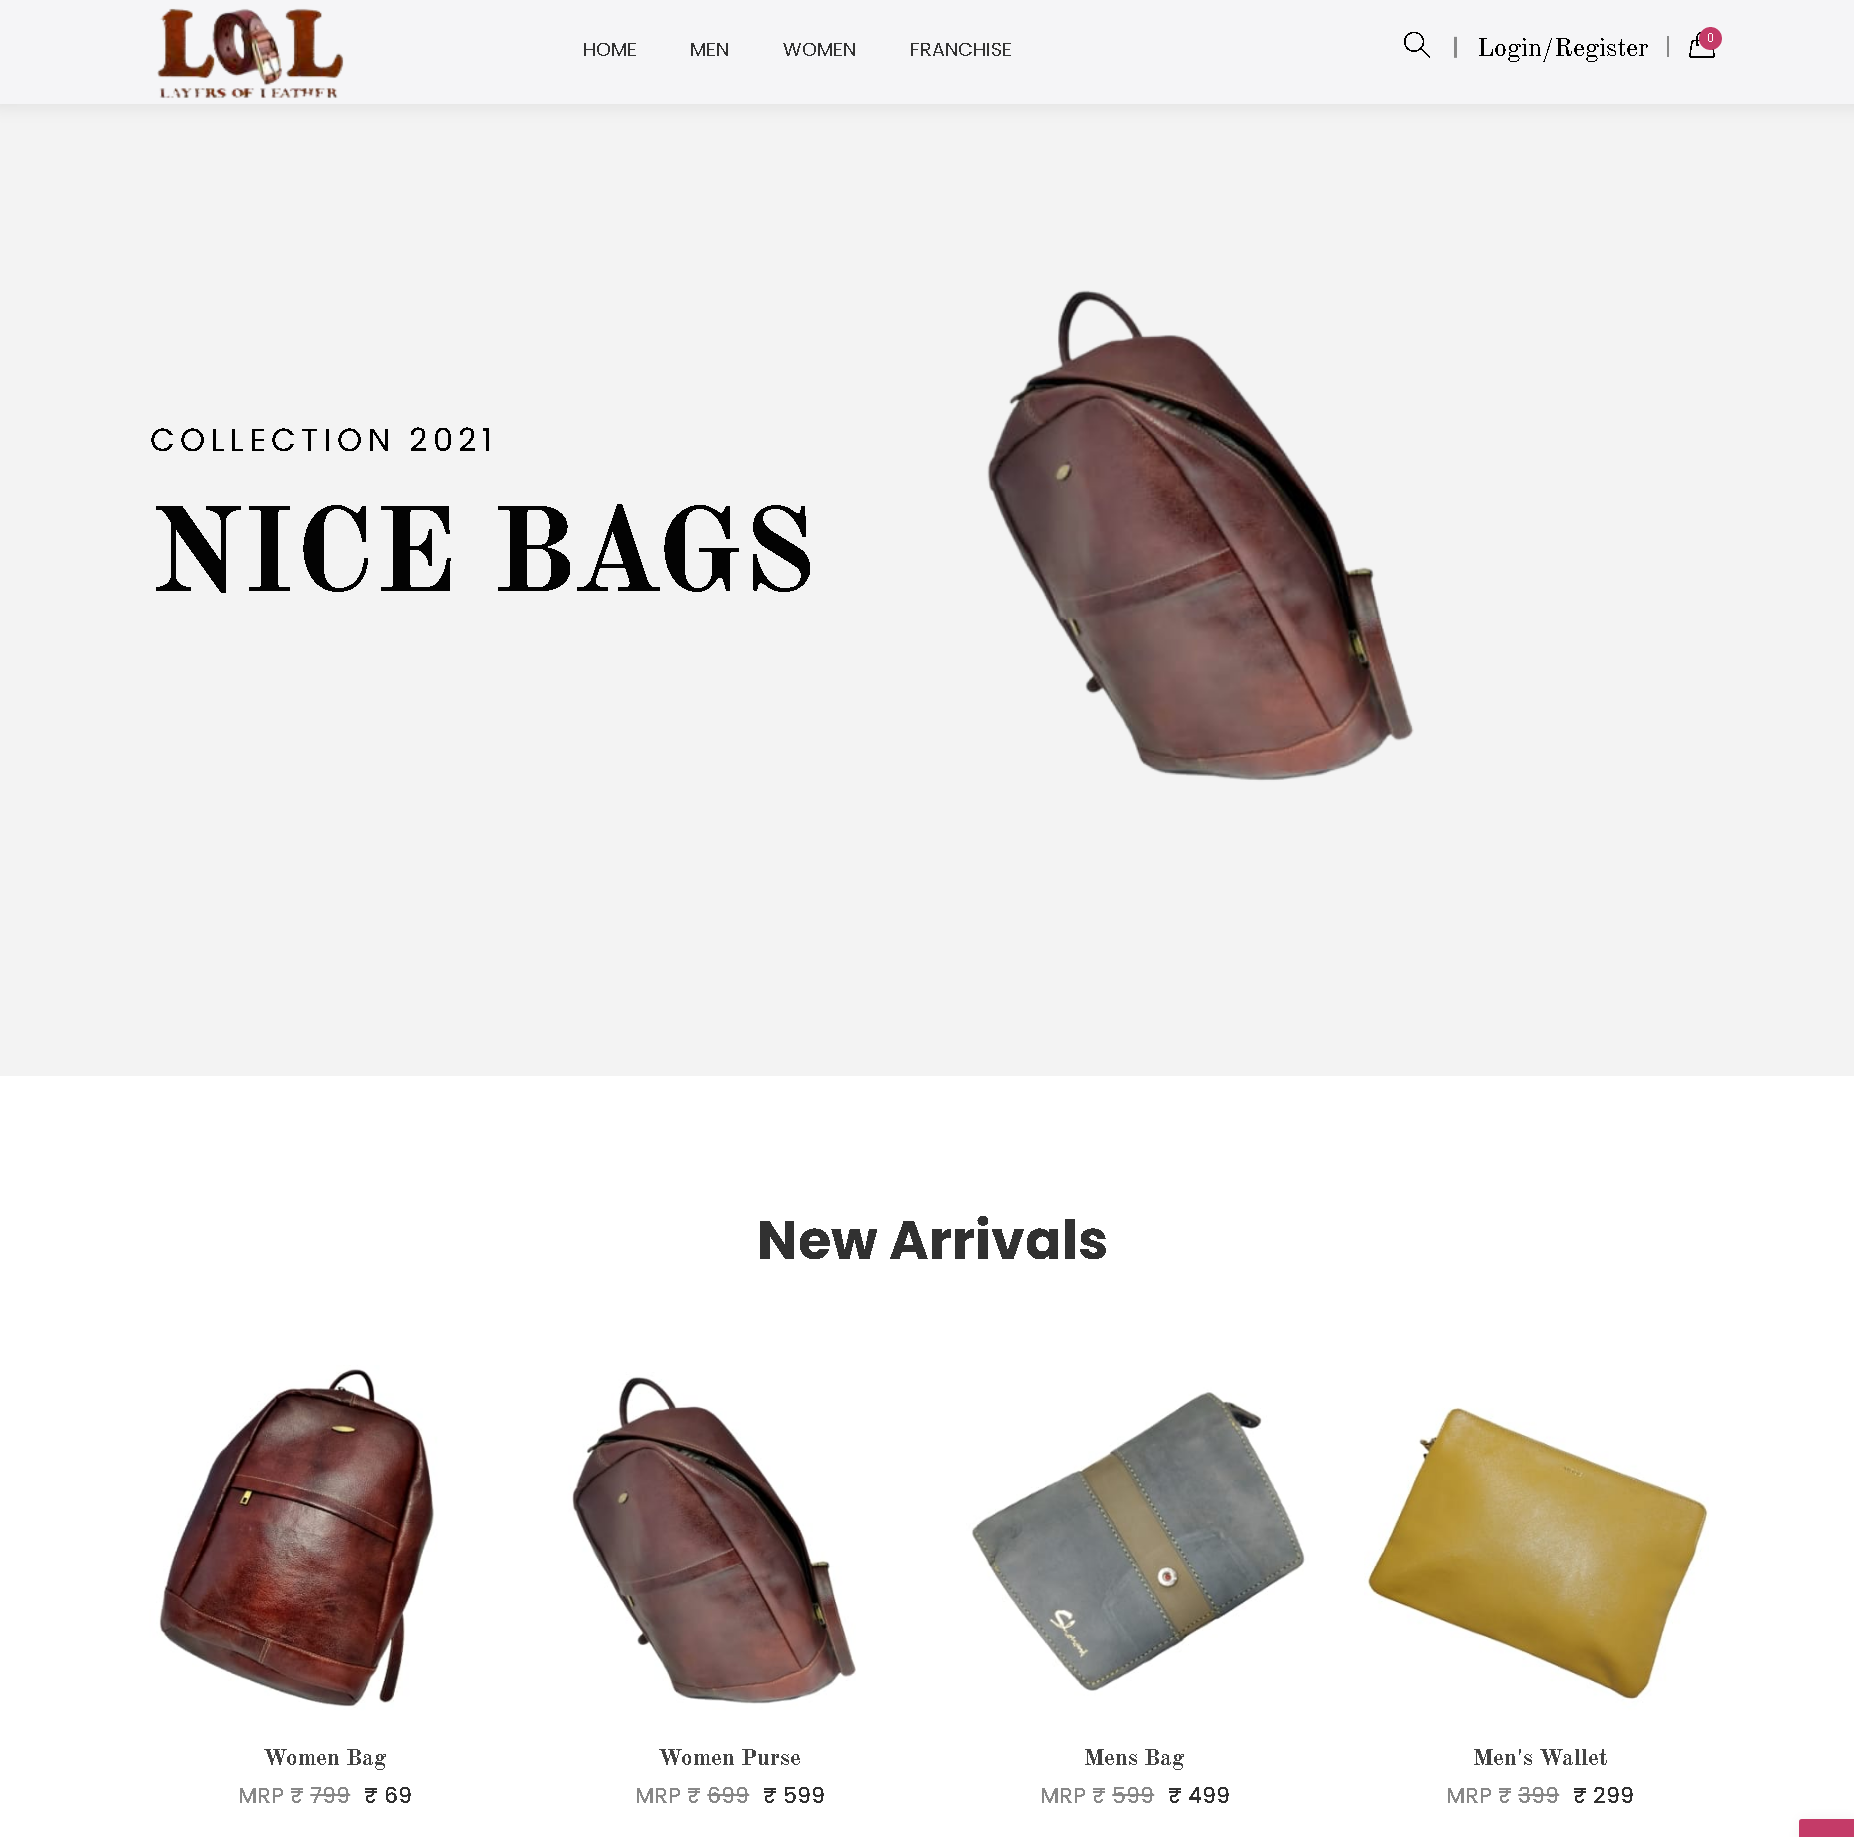 LOL
LAYERS OF LEATHER
HOME MEN WOMEN FRANCHISE
Login/Register
0
COLLECTION 2021
NICE BAGS
New Arrivals
Women Bag
MRP ₹ 799 ₹ 69
Women Purse
MRP ₹ 699 ₹ 599
Mens Bag
MRP ₹ 599 ₹ 499
Men's Wallet
MRP ₹ 399 ₹ 299